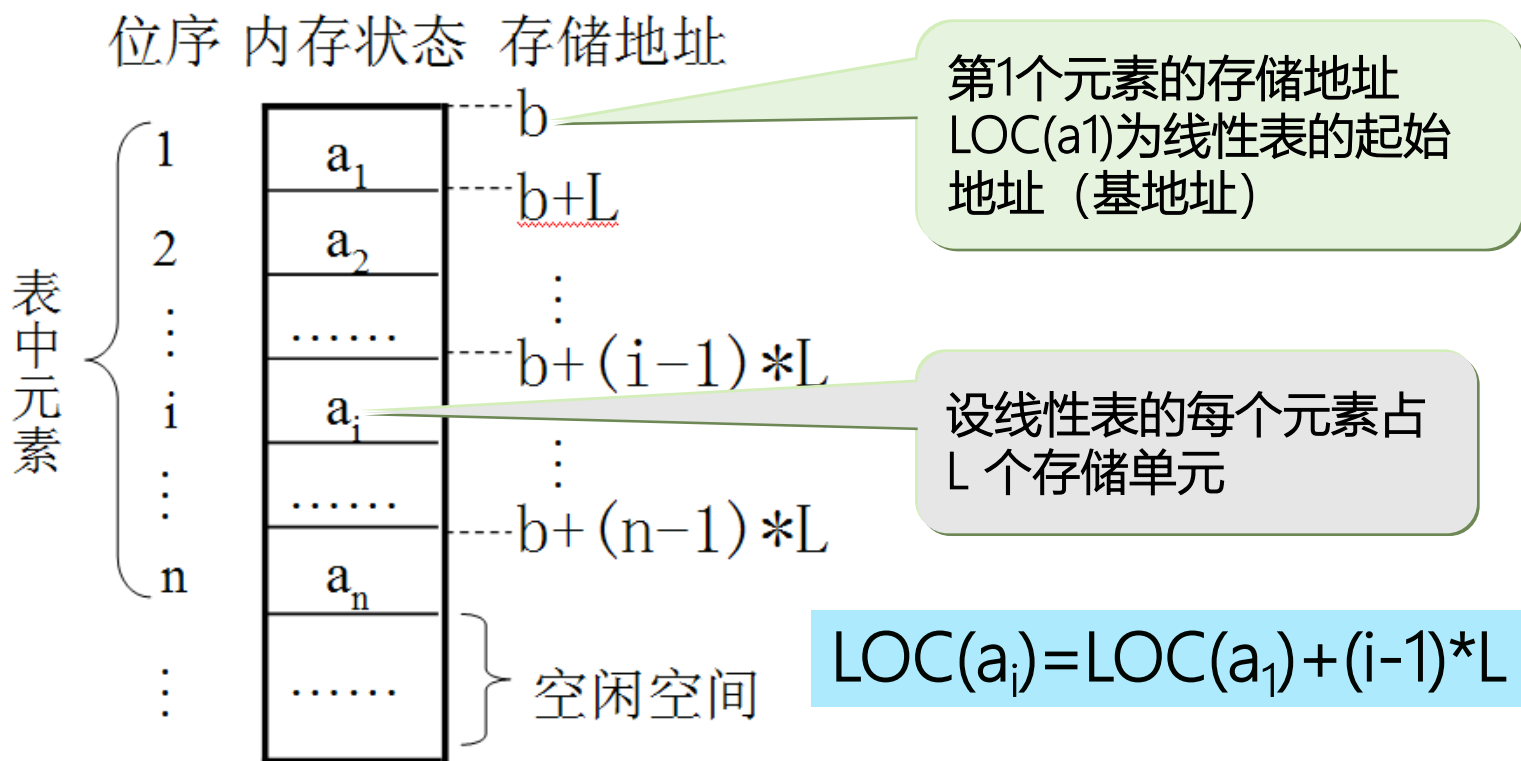 位序 内存状态 存储地址
b
1 a₁
b+L
2 a₂
⋮ …… ⋮
b+(i-1)*L
i aᵢ
⋮ …… ⋮
b+(n-1)*L
n aₙ
⋮ ……
表中元素
空闲空间
第1个元素的存储地址
LOC(a1)为线性表的起始
地址（基地址）
设线性表的每个元素占
L 个存储单元
LOC(aᵢ)=LOC(a₁)+(i-1)*L